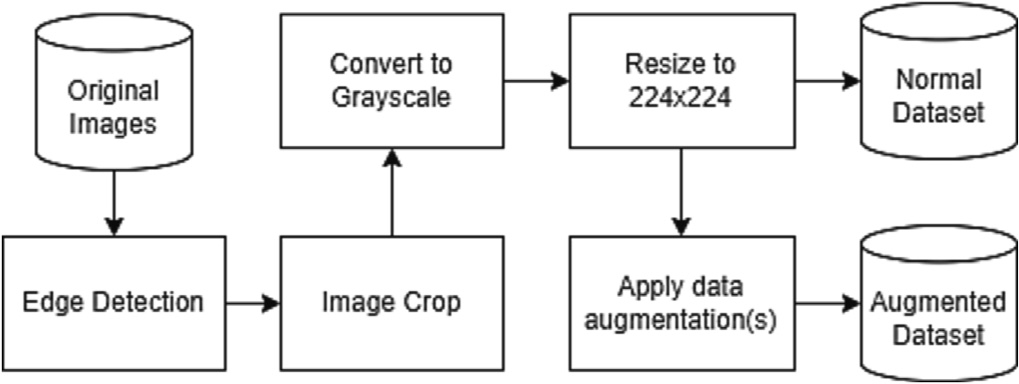 Original
Images
Convert to
Grayscale
Resize to
224x224
Normal
Dataset
Edge Detection
Image Crop
Apply data
augmentation(s)
Augmented
Dataset